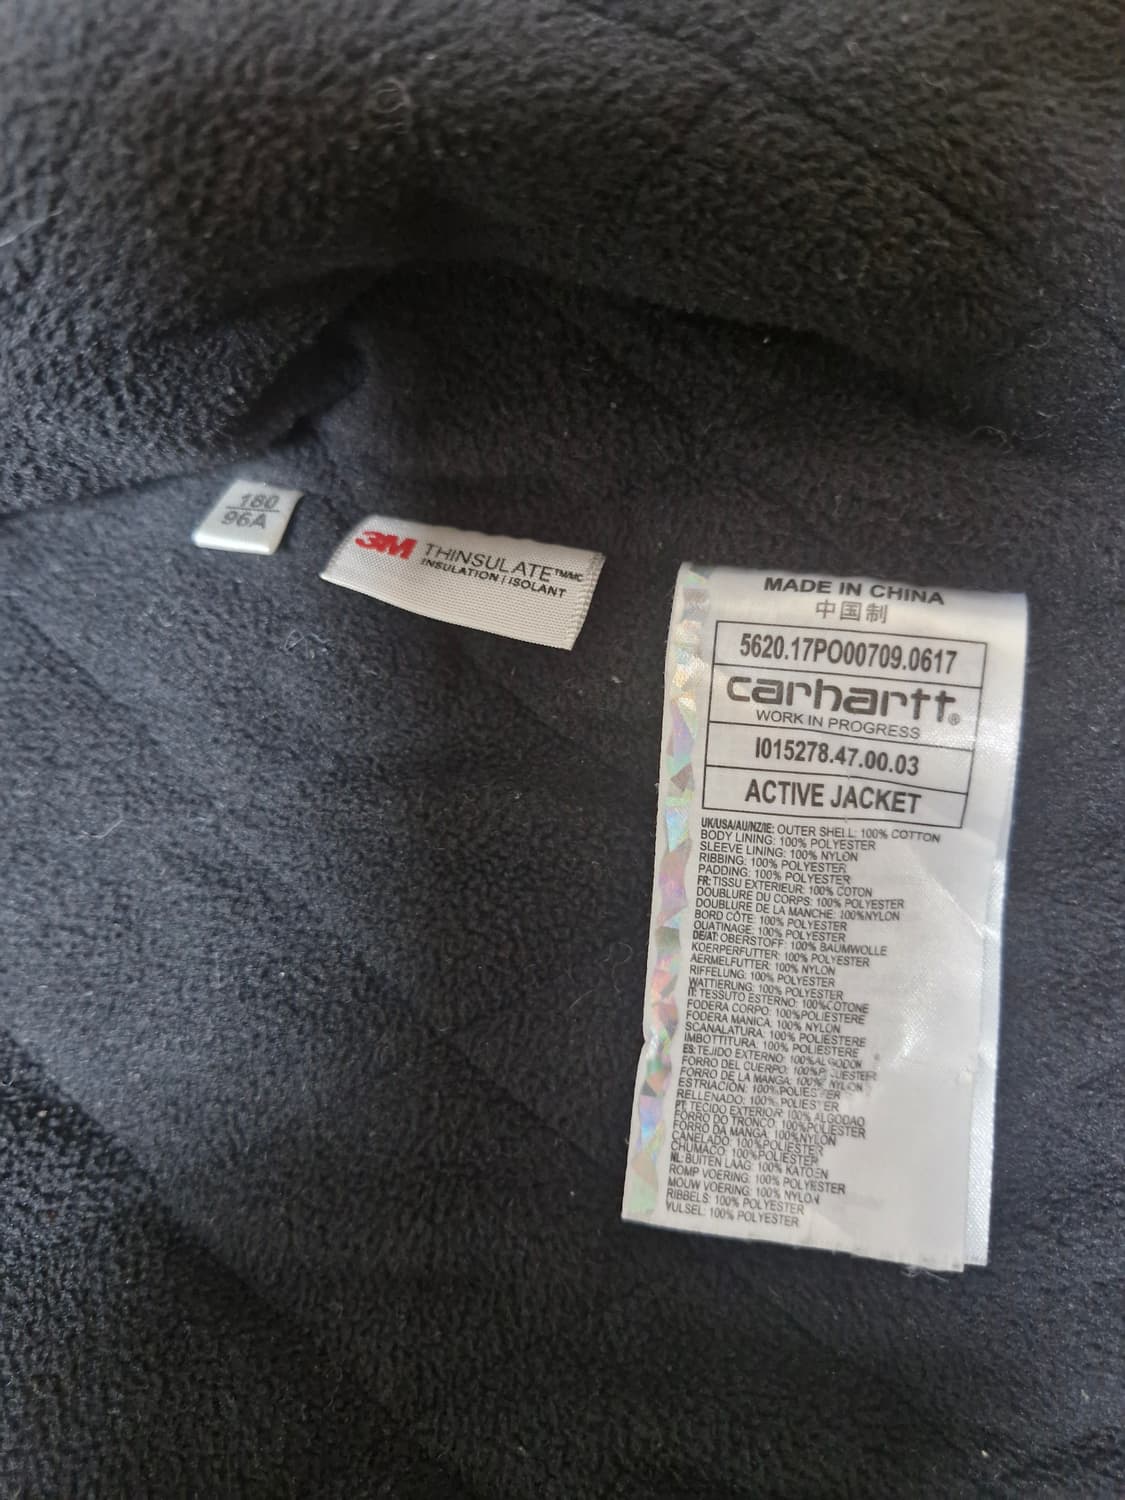 180
96A
3M THINSULATE™MC
INSULATION | ISOLANT
MADE IN CHINA
中国制
5620.17PO00709.0617
carhartt®
WORK IN PROGRESS
I015278.47.00.03
ACTIVE JACKET
UK/USA/AU/NZ/IE: OUTER SHELL: 100% COTTON
BODY LINING: 100% POLYESTER
SLEEVE LINING: 100% NYLON
RIBBING: 100% POLYESTER
PADDING: 100% POLYESTER
FR: TISSU EXTERIEUR: 100% COTON
DOUBLURE DU CORPS: 100% POLYESTER
DOUBLURE DE LA MANCHE: 100%NYLON
BORD CÔTE: 100% POLYESTER
OUATINAGE: 100% POLYESTER
DE/AT: OBERSTOFF: 100% BAUMWOLLE
KOERPERFUTTER: 100% POLYESTER
AERMELFUTTER: 100% NYLON
RIFFELUNG: 100% POLYESTER
WATTIERUNG: 100% POLYESTER
IT: TESSUTO ESTERNO: 100%COTONE
FODERA CORPO: 100%POLIESTERE
FODERA MANICA: 100% NYLON
SCANALATURA: 100% POLIESTERE
IMBOTTITURA: 100% POLIESTERE
ES: TEJIDO EXTERNO: 100%ALGODON
FORRO DEL CUERPO: 100%POLIESTER
FORRO DE LA MANGA: 100% NYLON
ESTRIACIÓN: 100%POLIESTER
RELLENADO: 100% POLIESTER
PT: TECIDO EXTERIOR: 100% ALGODAO
FORRO DO TRONCO: 100%POLIESTER
FORRO DA MANGA: 100%NYLON
CANELADO: 100%POLIESTER
CHUMACO: 100%POLIESTER
NL: BUITEN LAAG: 100% KATOEN
ROMP VOERING: 100% POLYESTER
MOUW VOERING: 100% NYLON
RIBBELS: 100% POLYESTER
VULSEL: 100% POLYESTER